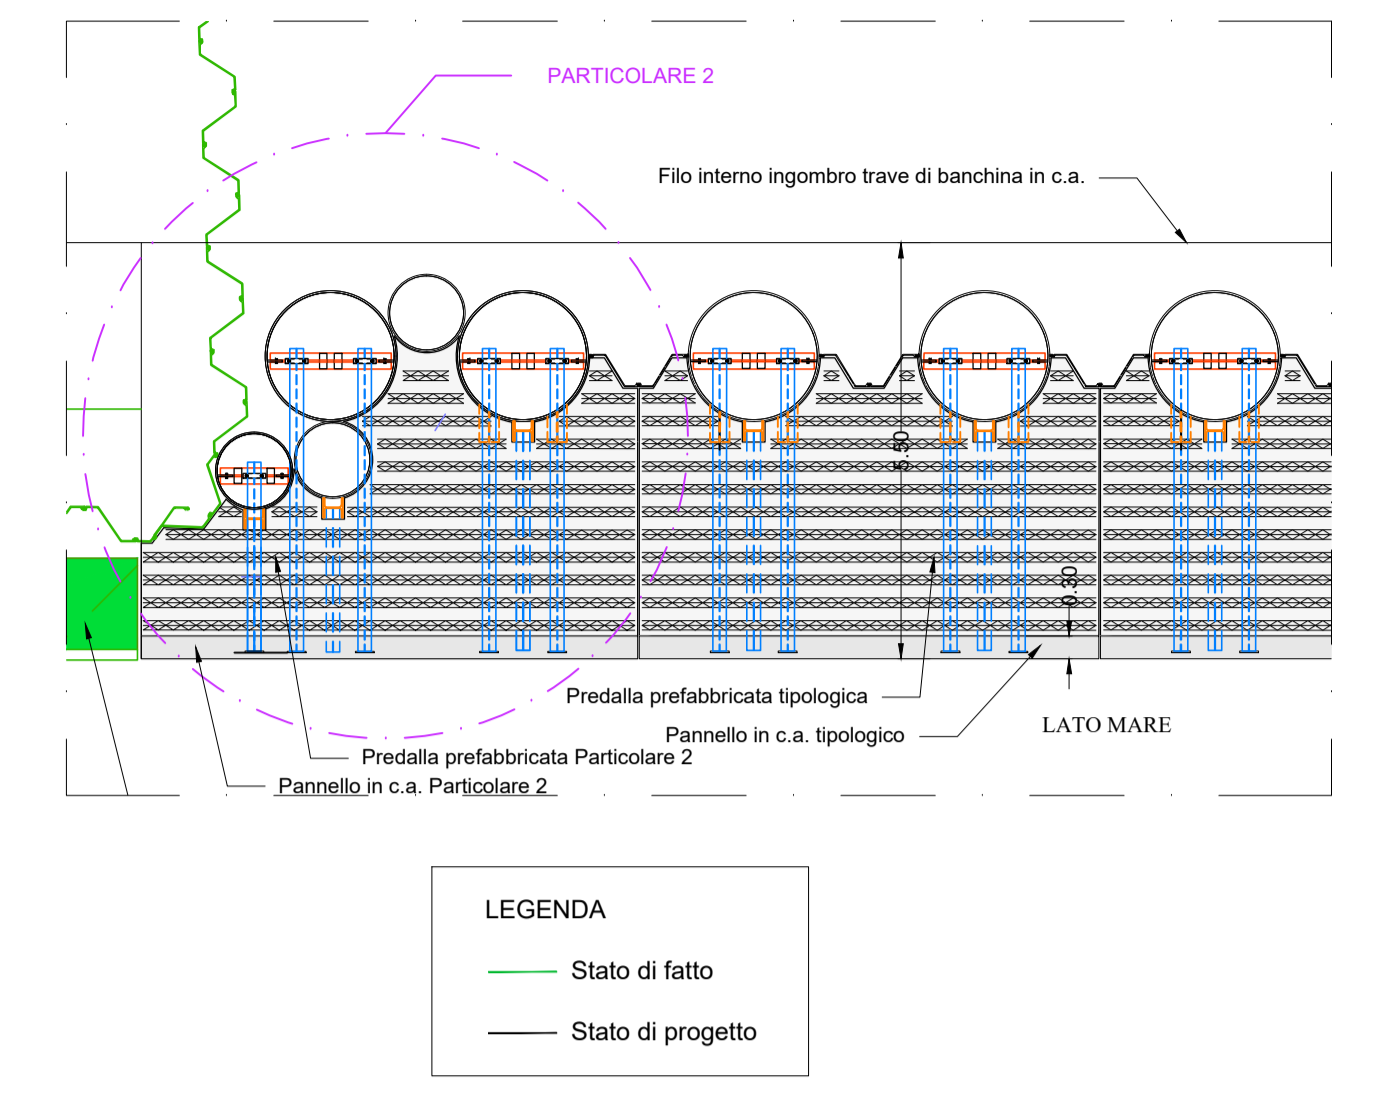 PARTICOLARE 2
Filo interno ingombro trave di banchina in c.a.
5.50
0.30
Predalla prefabbricata tipologica
Pannello in c.a. tipologico
LATO MARE
Predalla prefabbricata Particolare 2
Pannello in c.a. Particolare 2
LEGENDA
Stato di fatto
Stato di progetto